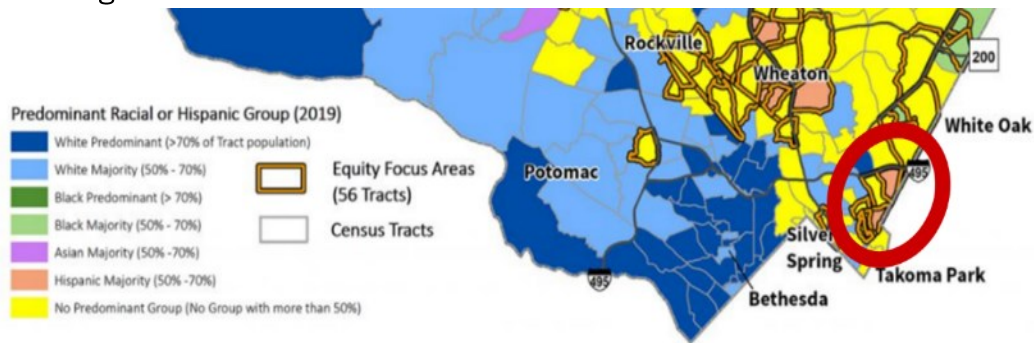 Rockville
200
Wheaton
Predominant Racial or Hispanic Group (2019)
White Predominant (>70% of Tract population)
White Majority (50% - 70%)
Black Predominant (> 70%)
Black Majority (50% - 70%)
Asian Majority (50% -70%)
Hispanic Majority (50% -70%)
No Predominant Group (No Group with more than 50%)
Equity Focus Areas
(56 Tracts)
Census Tracts
White Oak
Potomac
495
Silver
Spring
Takoma Park
495
Bethesda